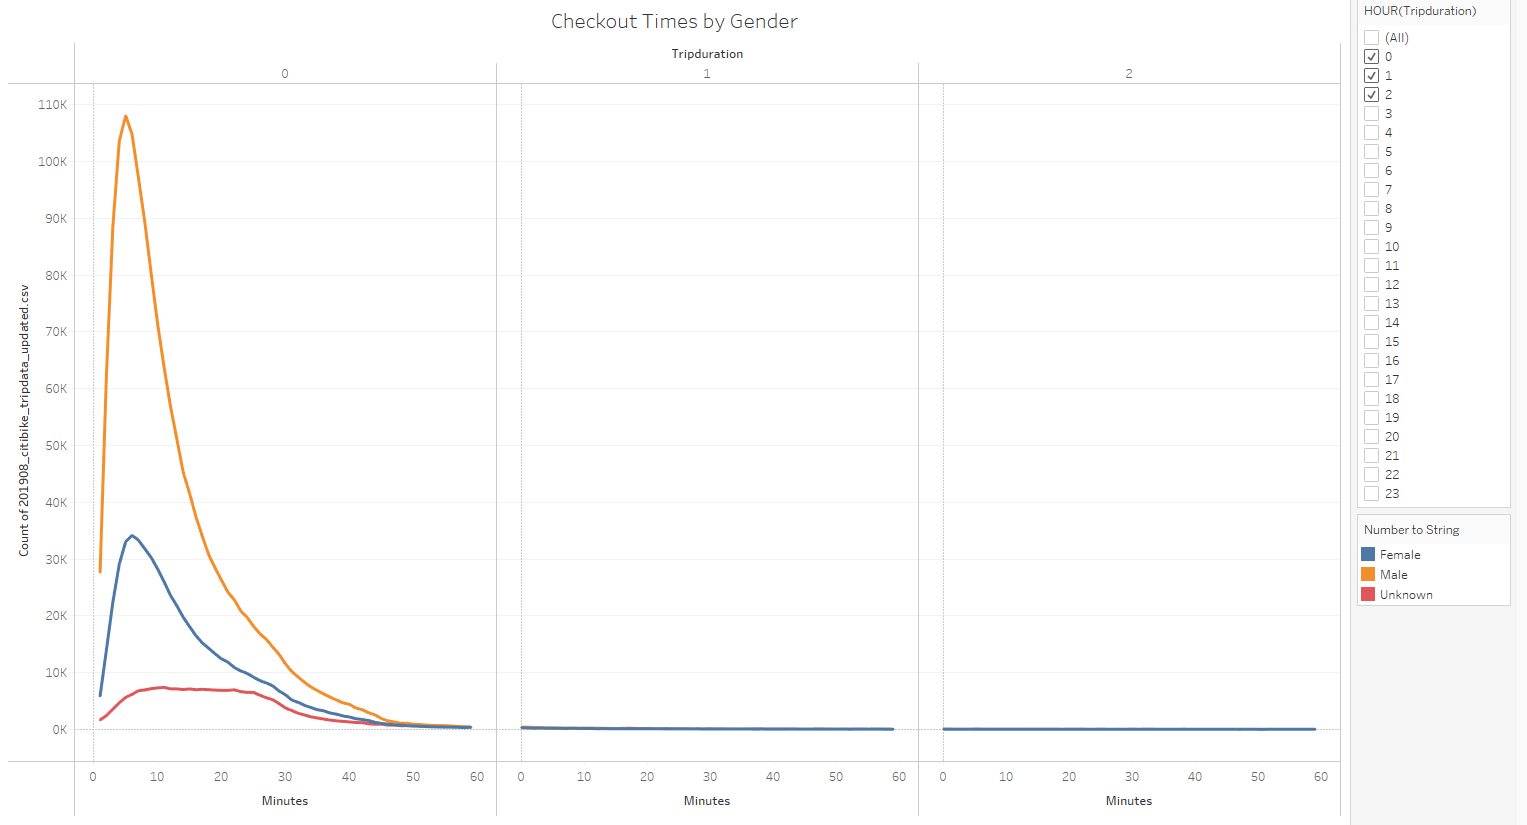 Checkout Times by Gender
Tripduration
0 1 2
110K
100K
90K
80K
70K
60K
50K
40K
30K
20K
10K
0K
Count of 201908_citibike_tripdata_updated.csv
0 10 20 30 40 50 60 0 10 20 30 40 50 60 0 10 20 30 40 50 60
Minutes Minutes Minutes
HOUR(Tripduration)
(All)
0
1
2
3
4
5
6
7
8
9
10
11
12
13
14
15
16
17
18
19
20
21
22
23
Number to String
Female
Male
Unknown